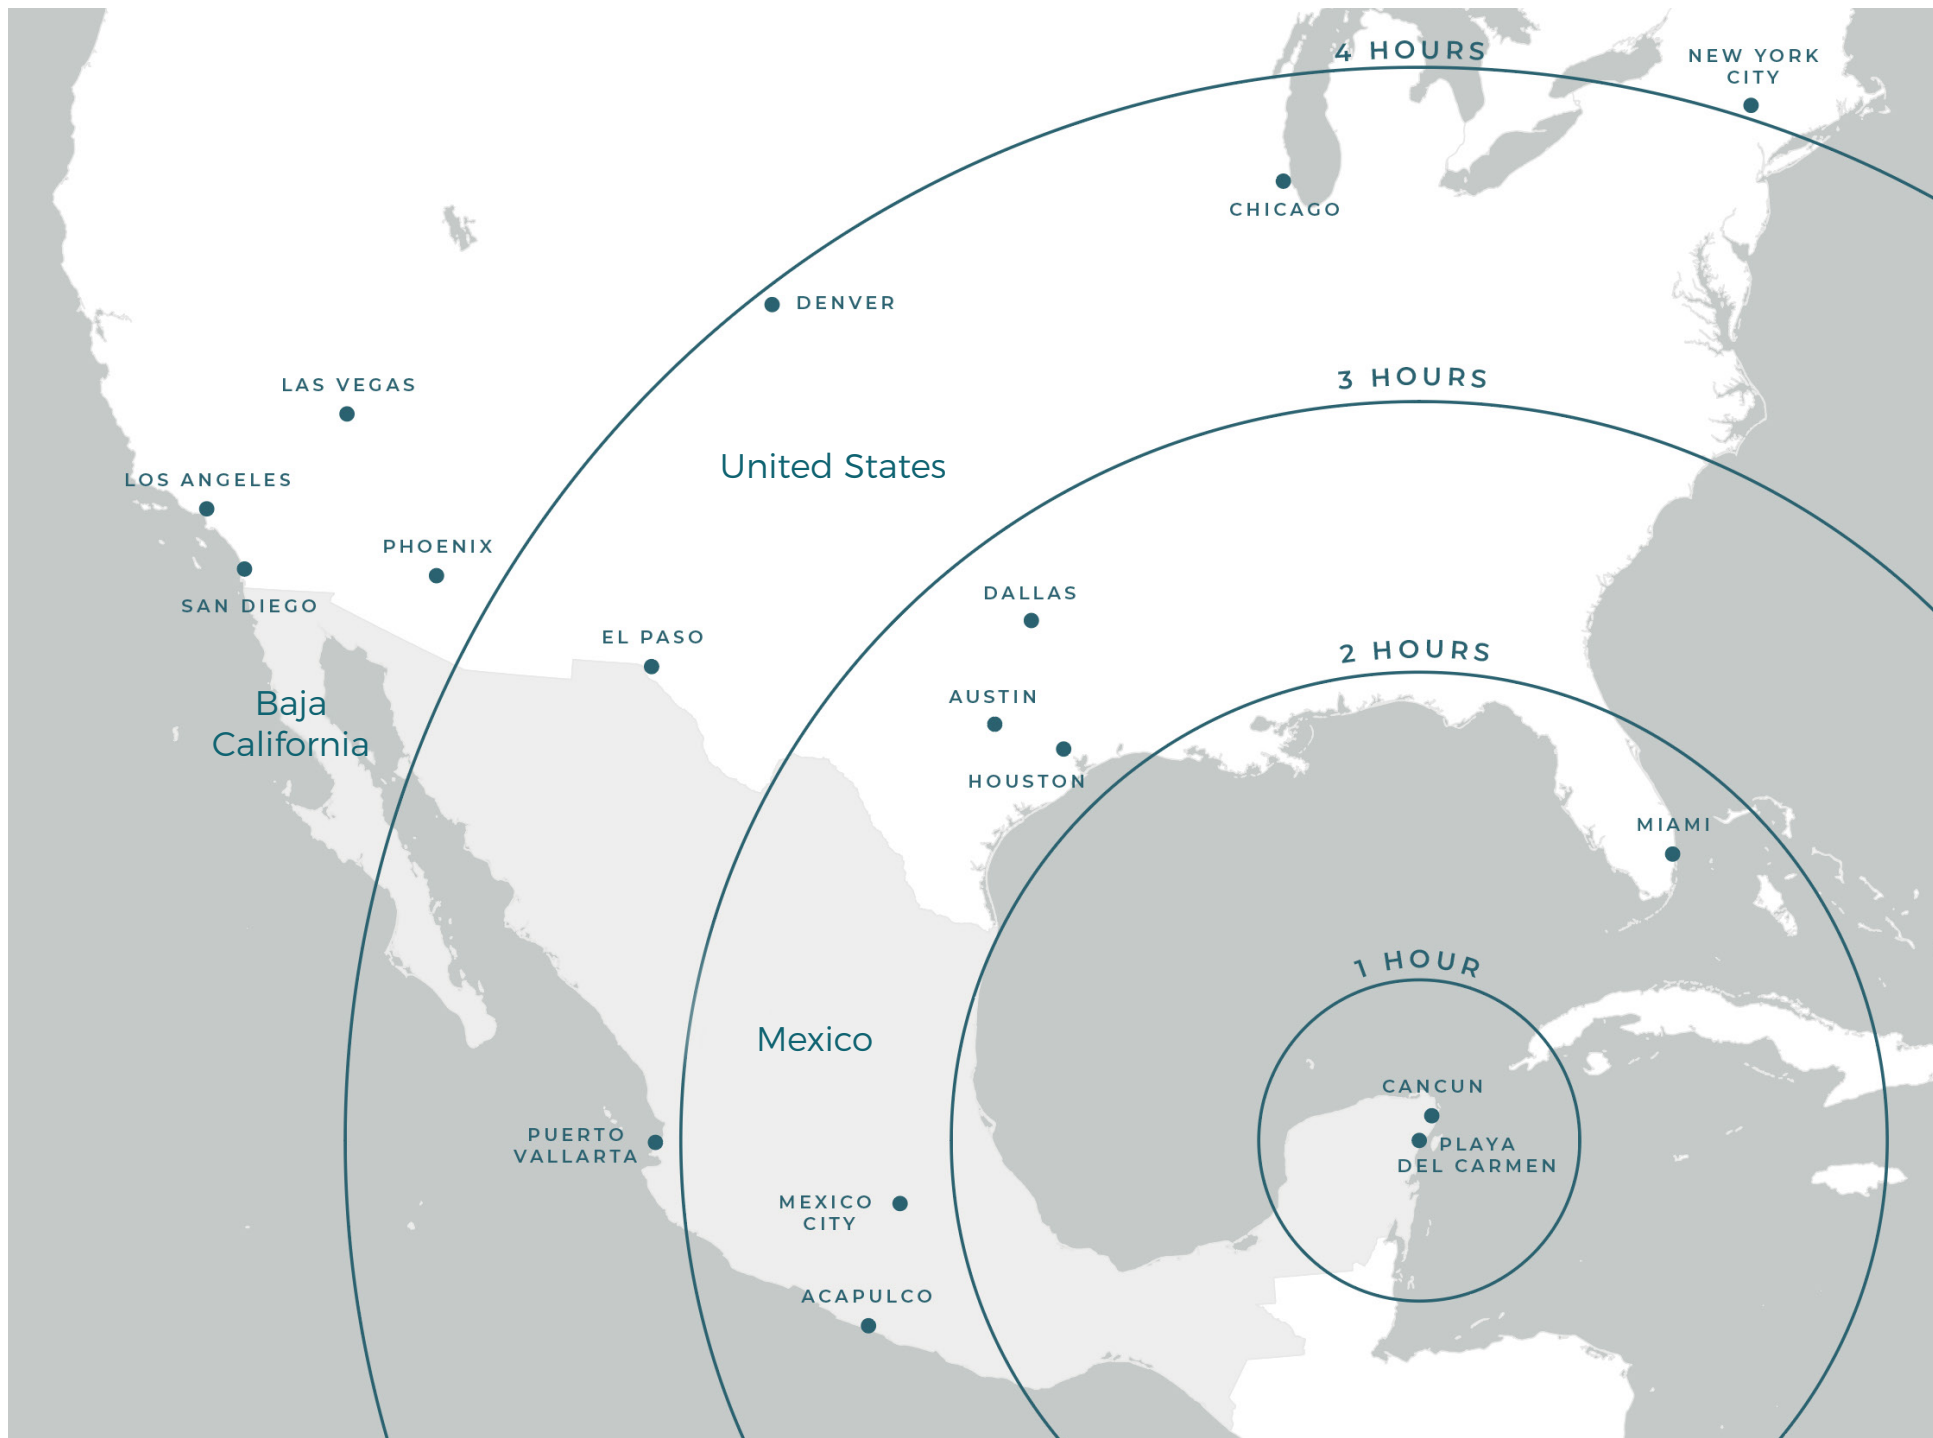 4 HOURS
NEW YORK
CITY
CHICAGO
DENVER
3 HOURS
LAS VEGAS
United States
LOS ANGELES
PHOENIX
DALLAS
SAN DIEGO
EL PASO
2 HOURS
AUSTIN
Baja
California
HOUSTON
MIAMI
1 HOUR
Mexico
CANCUN
PUERTO
VALLARTA
PLAYA
DEL CARMEN
MEXICO
CITY
ACAPULCO